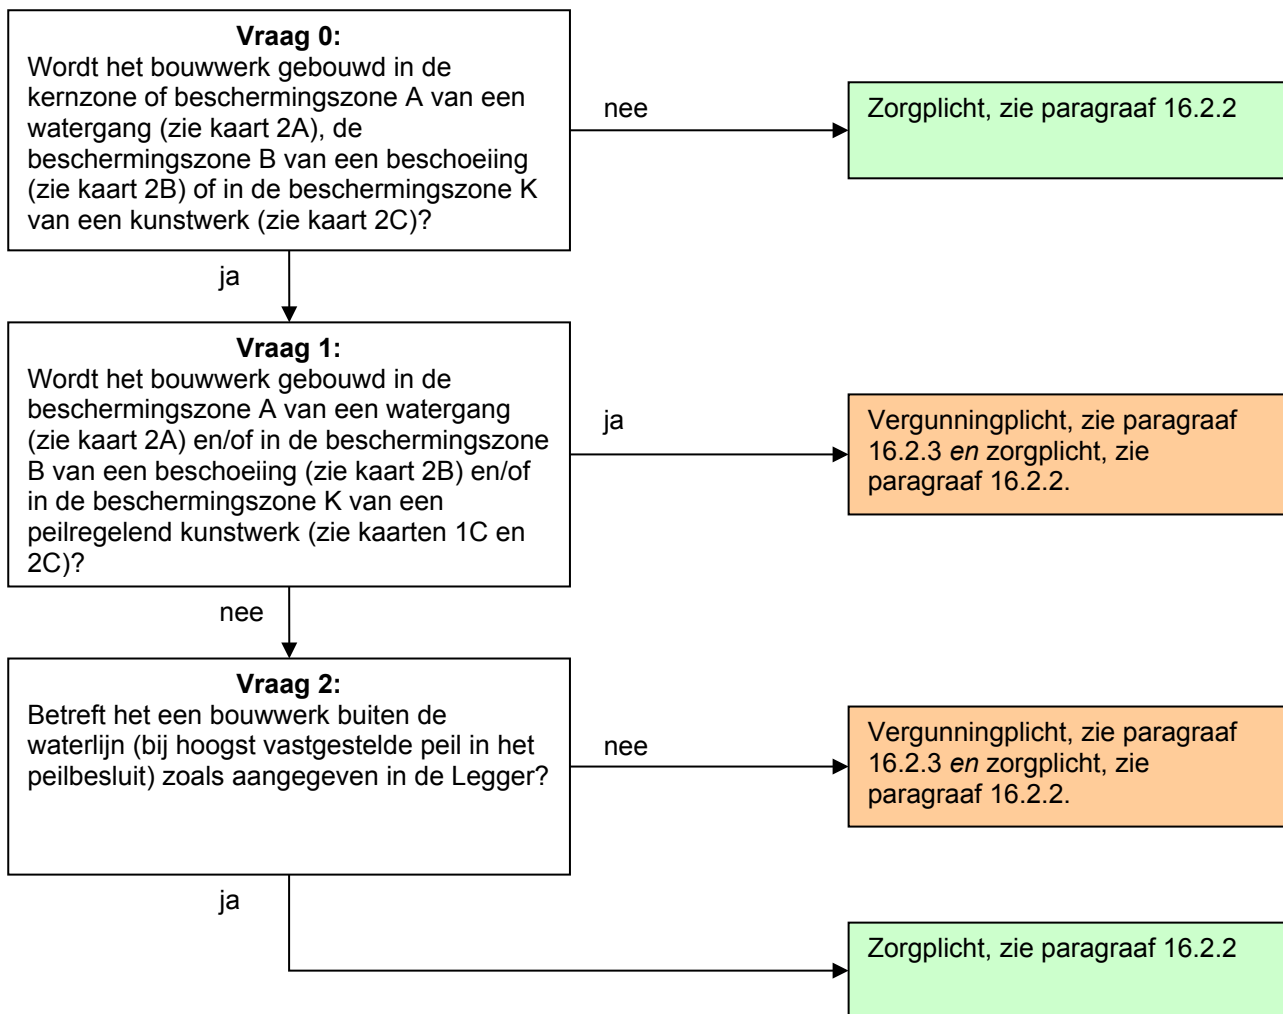 Vraag 0:
Wordt het bouwwerk gebouwd in de
kernzone of beschermingszone A van een
watergang (zie kaart 2A), de
beschermingszone B van een beschoeiing
(zie kaart 2B) of in de beschermingszone K
van een kunstwerk (zie kaart 2C)?
nee
Zorgplicht, zie paragraaf 16.2.2
ja
Vraag 1:
Wordt het bouwwerk gebouwd in de
beschermingszone A van een watergang
(zie kaart 2A) en/of in de beschermingszone
B van een beschoeiing (zie kaart 2B) en/of
in de beschermingszone K van een
peilregelend kunstwerk (zie kaarten 1C en
2C)?
ja
Vergunningplicht, zie paragraaf
16.2.3 en zorgplicht, zie
paragraaf 16.2.2.
nee
Vraag 2:
Betreft het een bouwwerk buiten de
waterlijn (bij hoogst vastgestelde peil in het
peilbesluit) zoals aangegeven in de Legger?
nee
Vergunningplicht, zie paragraaf
16.2.3 en zorgplicht, zie
paragraaf 16.2.2.
ja
Zorgplicht, zie paragraaf 16.2.2